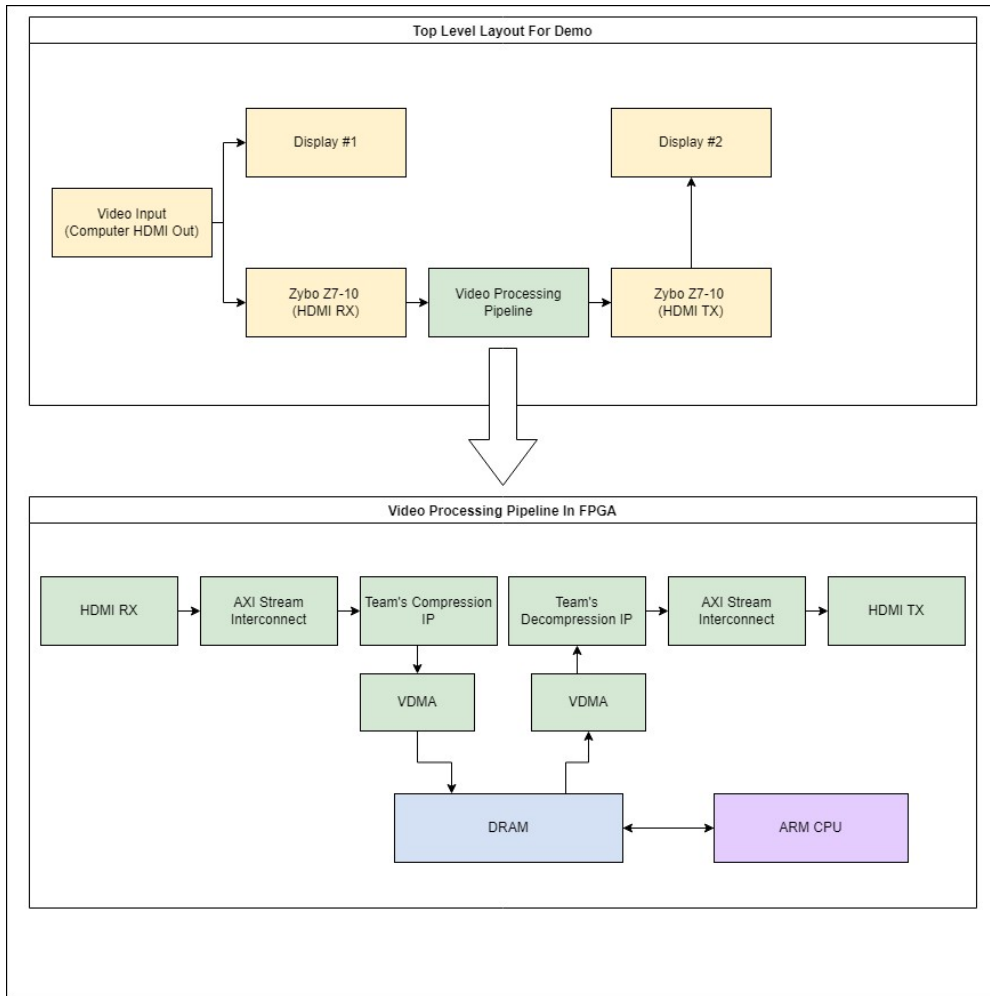 Top Level Layout For Demo
Display #1
Display #2
Video Input
(Computer HDMI Out)
Zybo Z7-10
(HDMI RX)
Video Processing
Pipeline
Zybo Z7-10
(HDMI TX)
Video Processing Pipeline In FPGA
HDMI RX
AXI Stream
Interconnect
Team's Compression
IP
Team's
Decompression IP
AXI Stream
Interconnect
HDMI TX
VDMA
VDMA
DRAM
ARM CPU